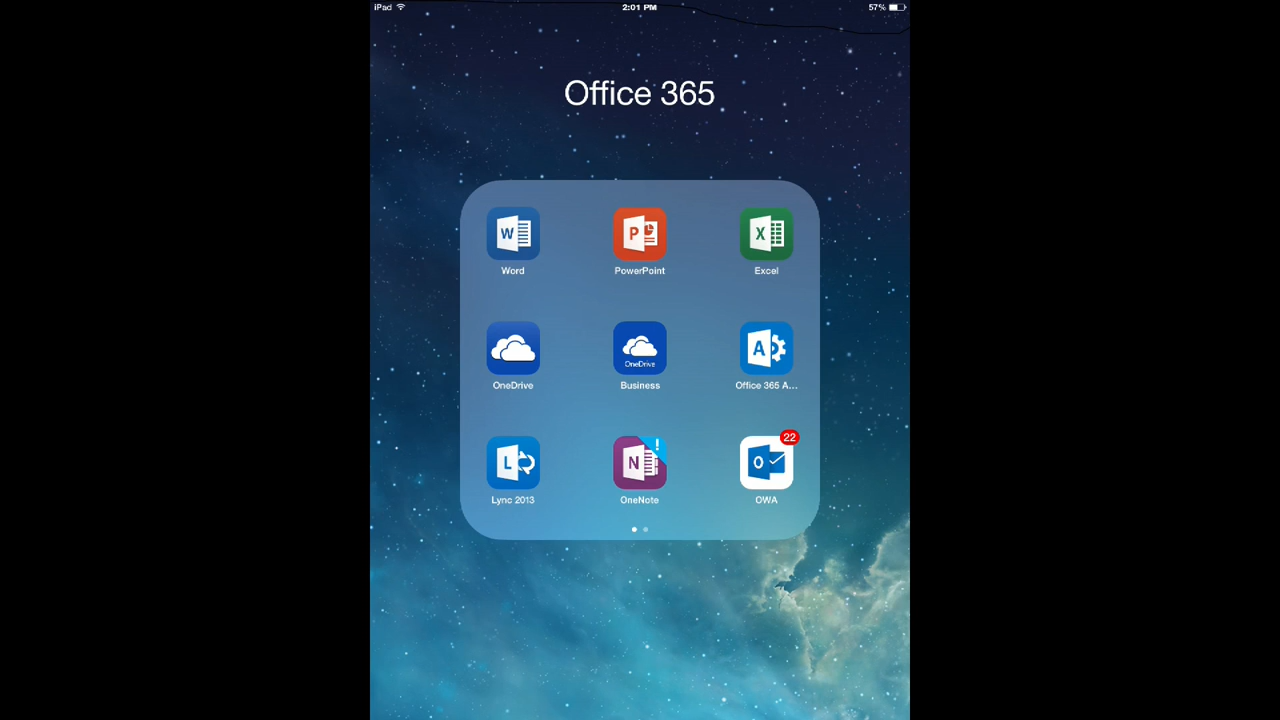 iPad 2:01 PM 57%
Office 365
W P X
Word PowerPoint Excel
A
OneDrive
OneDrive Business Office 365 A...
22
L N ! O
Lync 2013 OneNote OWA